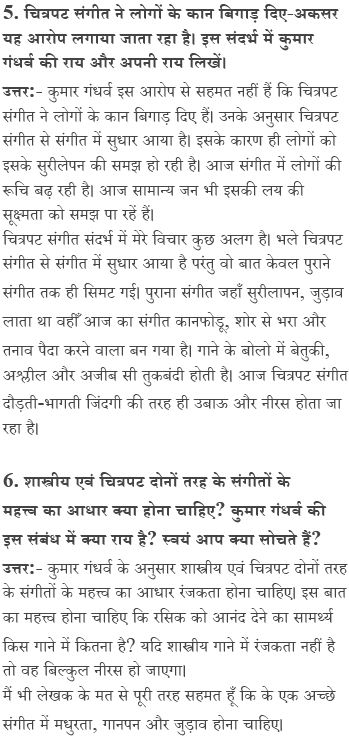 5. चित्रपट संगीत ने लोगों के कान बिगाड़ दिए-अकसर
यह आरोप लगाया जाता रहा है। इस संदर्भ में कुमार
गंधर्व की राय और अपनी राय लिखें।
उत्तर:- कुमार गंधर्व इस आरोप से सहमत नहीं हैं कि चित्रपट
संगीत ने लोगों के कान बिगाड़ दिए हैं। उनके अनुसार चित्रपट
संगीत से संगीत में सुधार आया है। इसके कारण ही लोगों को
इसके सुरीलेपन की समझ हो रही है। आज संगीत में लोगों की
रूचि बढ़ रही है। आज सामान्य जन भी इसकी लय की
सूक्ष्मता को समझ पा रहें हैं।
चित्रपट संगीत संदर्भ में मेरे विचार कुछ अलग है। भले चित्रपट
संगीत से संगीत में सुधार आया है परंतु वो बात केवल पुराने
संगीत तक ही सिमट गई। पुराना संगीत जहाँ सुरीलापन, जुड़ाव
लाता था वहीँ आज का संगीत कानफोडू, शोर से भरा और
तनाव पैदा करने वाला बन गया है। गाने के बोलो में बेतुकी,
अश्लील और अजीब सी तुकबंदी होती है। आज चित्रपट संगीत
दौड़ती-भागती जिंदगी की तरह ही उबाऊ और नीरस होता जा
रहा है।
6. शास्त्रीय एवं चित्रपट दोनों तरह के संगीतों के
महत्त्व का आधार क्या होना चाहिए? कुमार गंधर्व की
इस संबंध में क्या राय है? स्वयं आप क्या सोचते हैं?
उत्तर:- कुमार गंधर्व के अनुसार शास्त्रीय एवं चित्रपट दोनों तरह
के संगीतों के महत्त्व का आधार रंजकता होना चाहिए। इस बात
का महत्त्व होना चाहिए कि रसिक को आनंद देने का सामर्थ्य
किस गाने में कितना है? यदि शास्त्रीय गाने में रंजकता नहीं है
तो वह बिल्कुल नीरस हो जाएगा।
मैं भी लेखक के मत से पूरी तरह सहमत हूँ कि के एक अच्छे
संगीत में मधुरता, गानपन और जुड़ाव होना चाहिए।